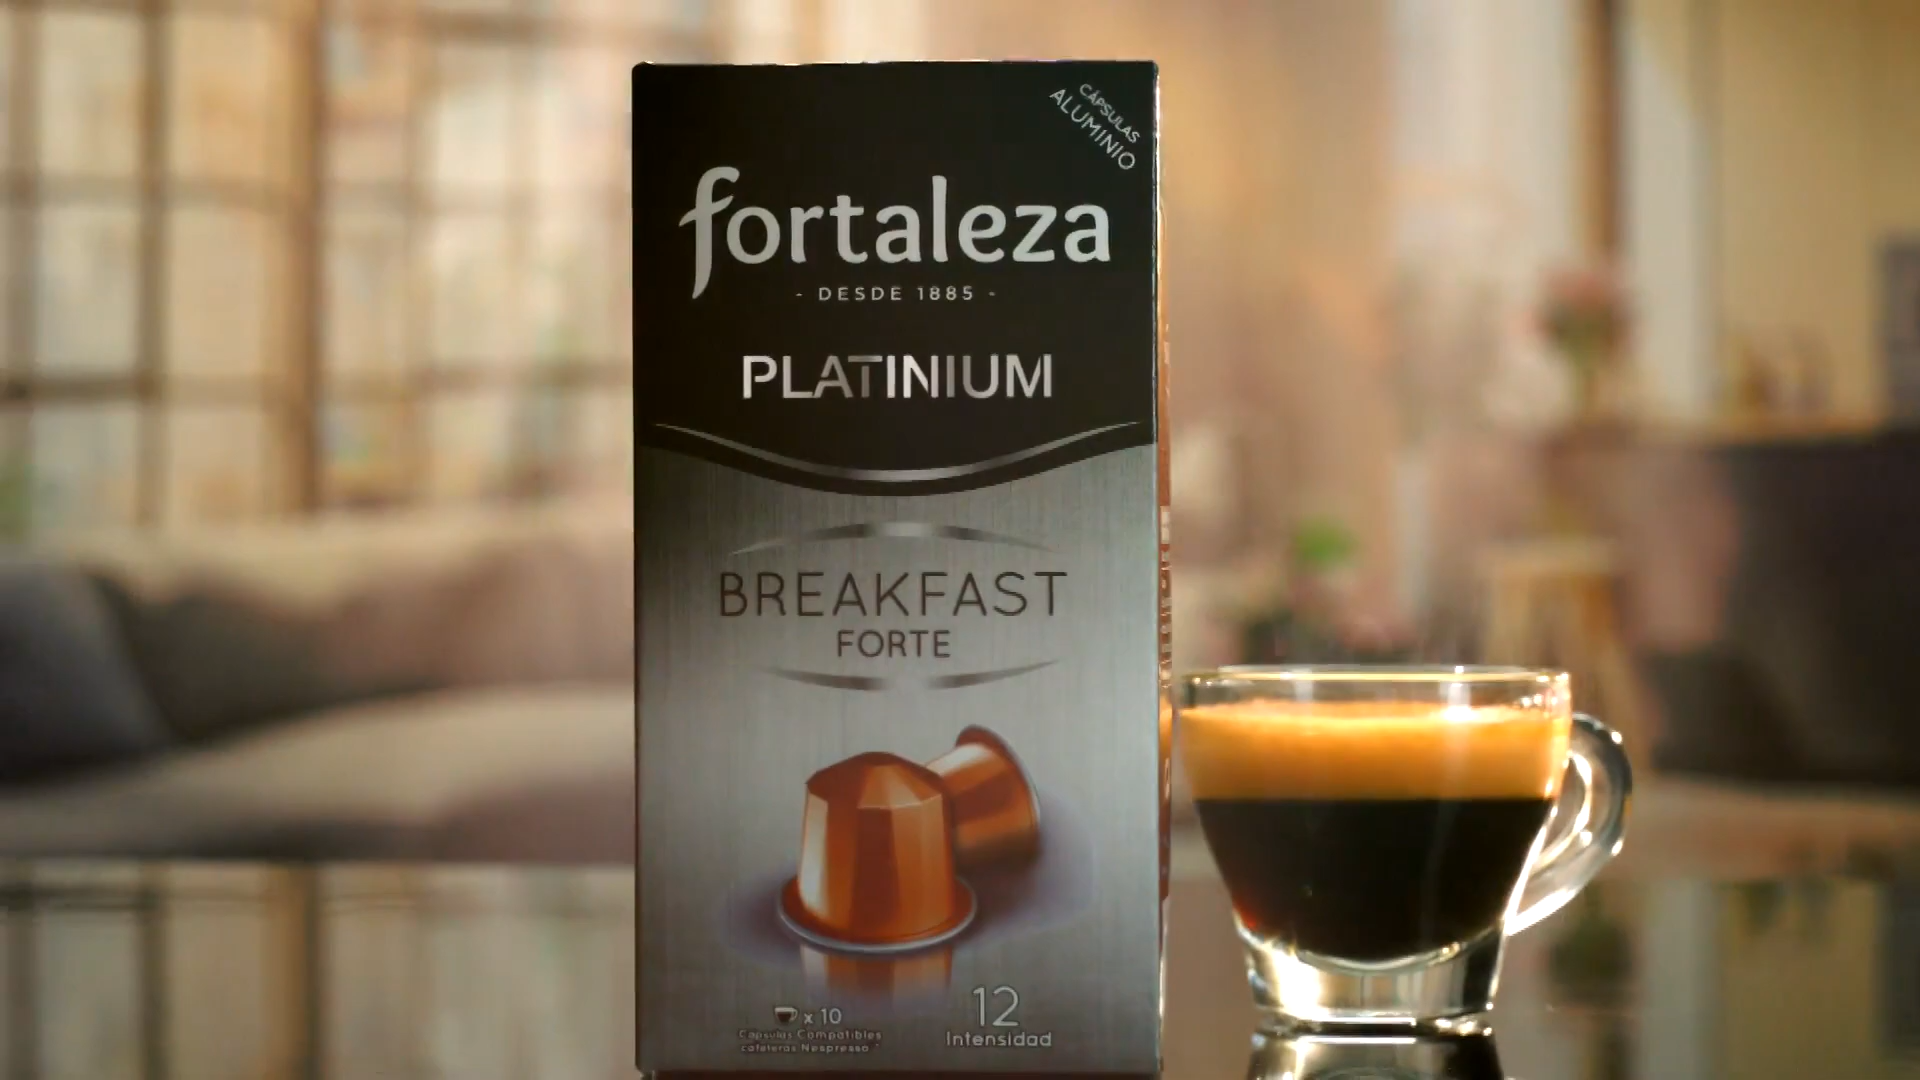 CÁPSULAS
ALUMINIO
fortaleza
- DESDE 1885 -
PLATINIUM
BREAKFAST
FORTE
x 10
Cápsulas Compatibles
cafeteras Nespresso*
12
Intensidad